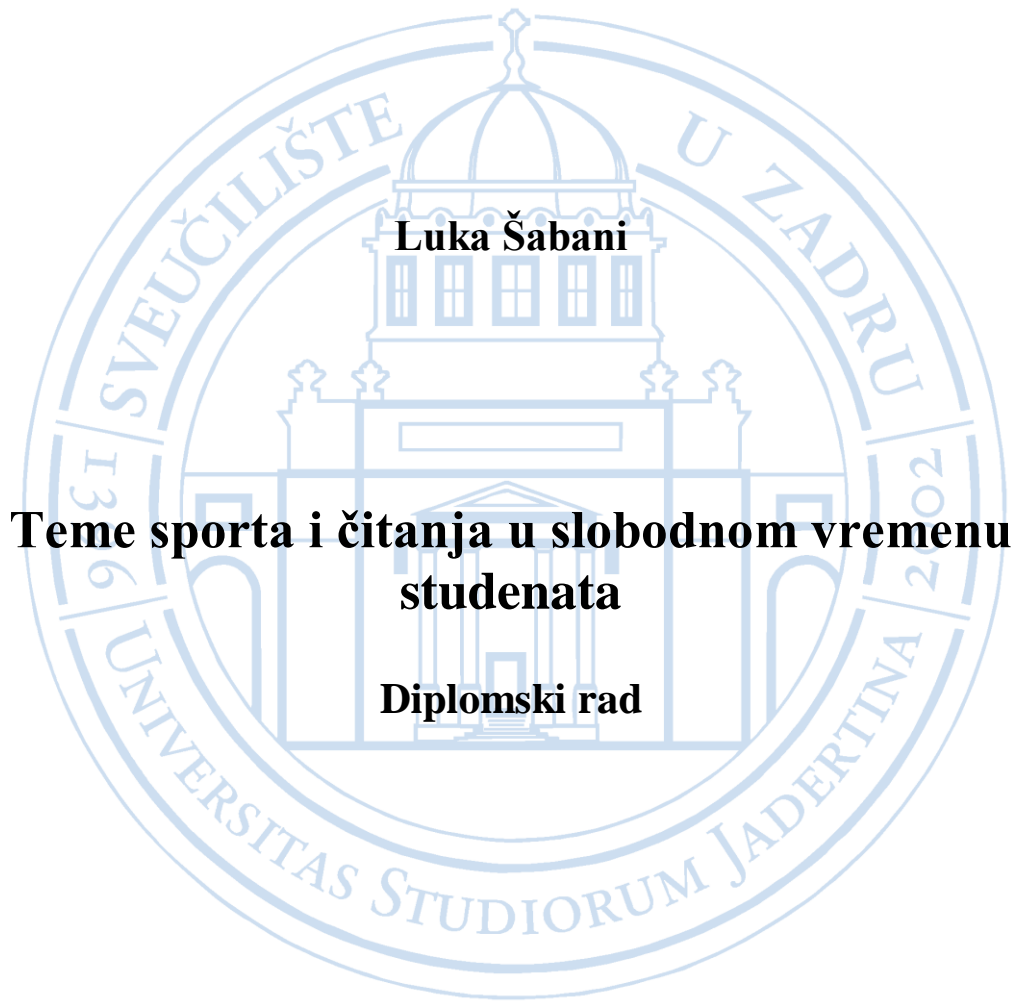 SVEUČILIŠTE U ZADRU
Luka Šabani
1396
2002
Teme sporta i čitanja u slobodnom vremenu
studenata
Diplomski rad
UNIVERSITAS STUDIORUM JADERTINA